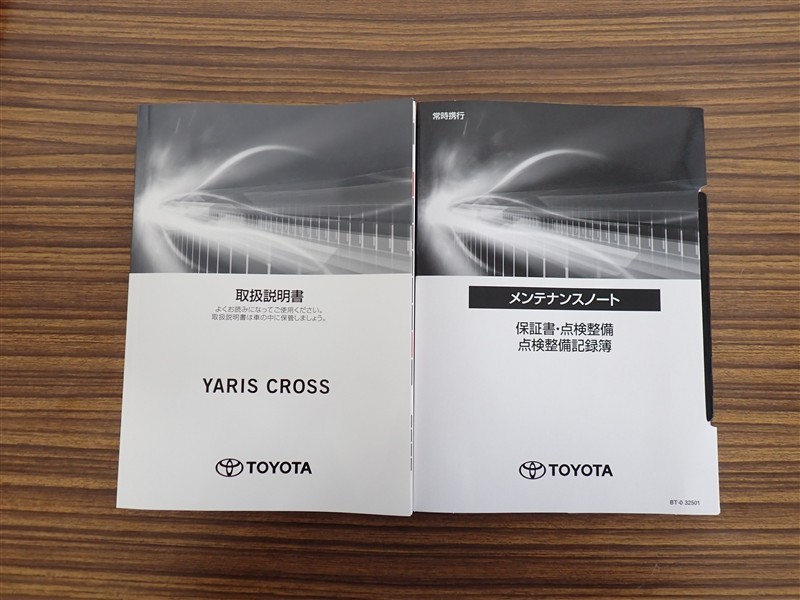 取扱説明書
よくお読みになってご使用ください。
取扱説明書は車の中に保管しましょう。
YARIS CROSS
TOYOTA
常時携行
メンテナンスノート
保証書・点検整備
点検整備記録簿
TOYOTA
BT-0 32501